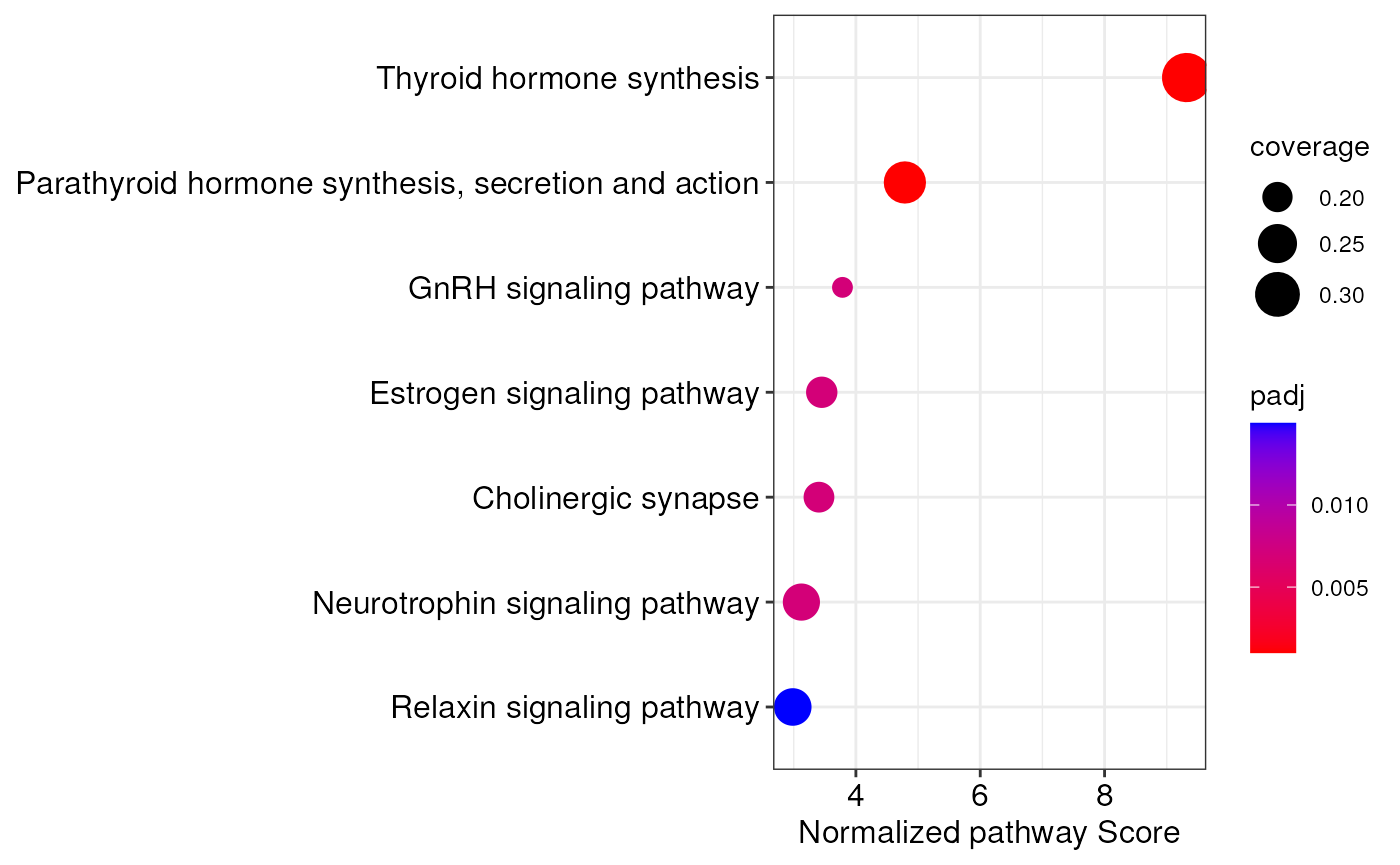 Thyroid hormone synthesis
Parathyroid hormone synthesis, secretion and action
GnRH signaling pathway
Estrogen signaling pathway
Cholinergic synapse
Neurotrophin signaling pathway
Relaxin signaling pathway
4 6 8
Normalized pathway Score
coverage
0.20
0.25
0.30
padj
0.010
0.005